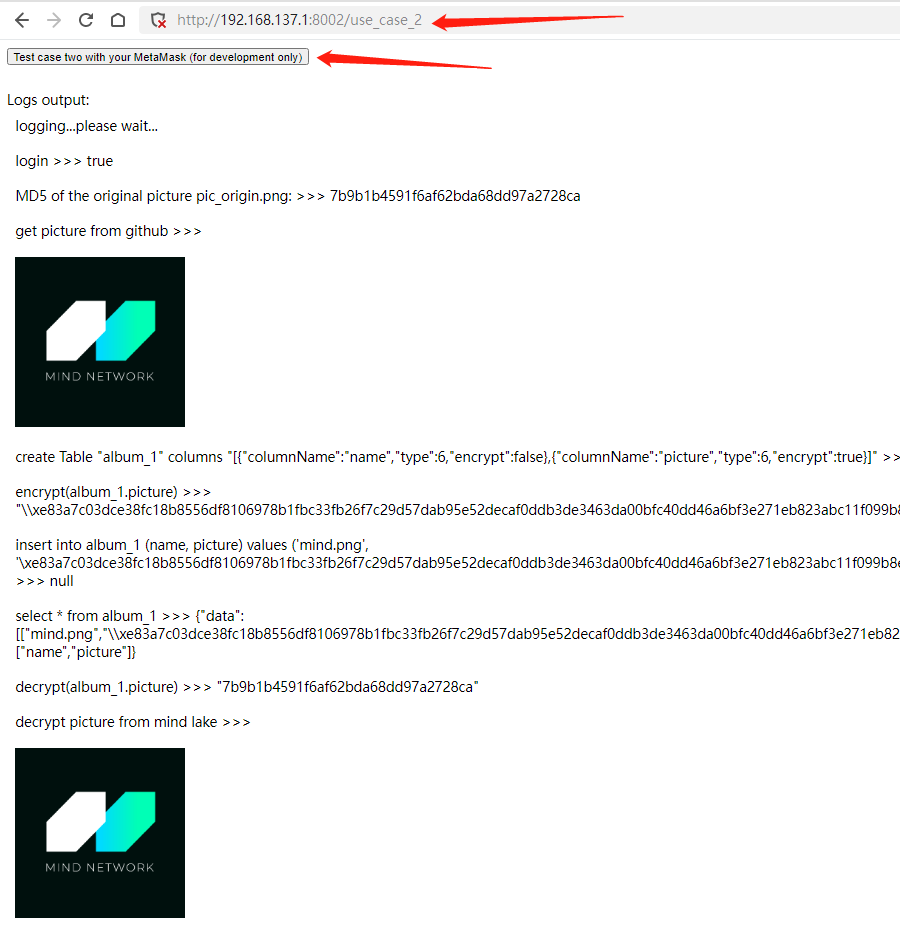 http://192.168.137.1:8002/use_case_2
Test case two with your MetaMask (for development only)
Logs output:
logging...please wait...
login >>> true
MD5 of the original picture pic_origin.png: >>> 7b9b1b4591f6af62bda68dd97a2728ca
get picture from github >>>
MIND NETWORK
create Table "album_1" columns "[{"columnName":"name","type":6,"encrypt":false},{"columnName":"picture","type":6,"encrypt":true}]" >>
encrypt(album_1.picture) >>>
"\\xe83a7c03dce38fc18b8556df8106978b1fbc33fb26f7c29d57dab95e52decaf0ddb3de3463da00bfc40dd46a6bf3e271eb823abc11f099b8
insert into album_1 (name, picture) values ('mind.png',
'\xe83a7c03dce38fc18b8556df8106978b1fbc33fb26f7c29d57dab95e52decaf0ddb3de3463da00bfc40dd46a6bf3e271eb823abc11f099b8e
>>> null
select * from album_1 >>> {"data":
[["mind.png","\\xe83a7c03dce38fc18b8556df8106978b1fbc33fb26f7c29d57dab95e52decaf0ddb3de3463da00bfc40dd46a6bf3e271eb82
["name","picture"]}
decrypt(album_1.picture) >>> "7b9b1b4591f6af62bda68dd97a2728ca"
decrypt picture from mind lake >>>
MIND NETWORK